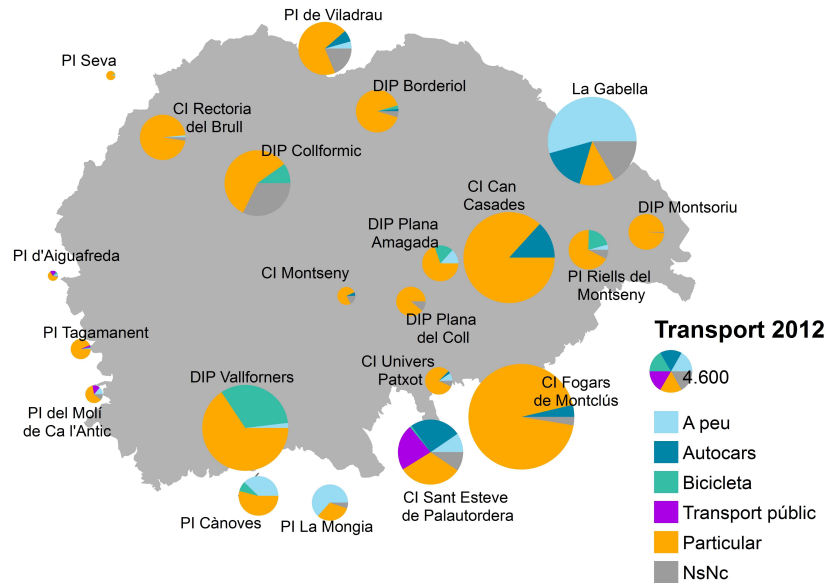 PI de Viladrau
PI Seva
DIP Borderiol
La Gabella
CI Rectoria
del Brull
DIP Collformic
CI Can
Casades
DIP Montsoriu
DIP Plana
Amagada
PI d'Aiguafreda
CI Montseny
PI Riells del
Montseny
DIP Plana
del Coll
PI Tagamanent
CI Univers
Patxot
DIP Vallforners
CI Fogars
de Montclús
PI del Molí
de Ca l'Antic
CI Sant Esteve
de Palautordera
PI Cànoves
PI La Mongia
Transport 2012
4.600
A peu
Autocars
Bicicleta
Transport públic
Particular
NsNc